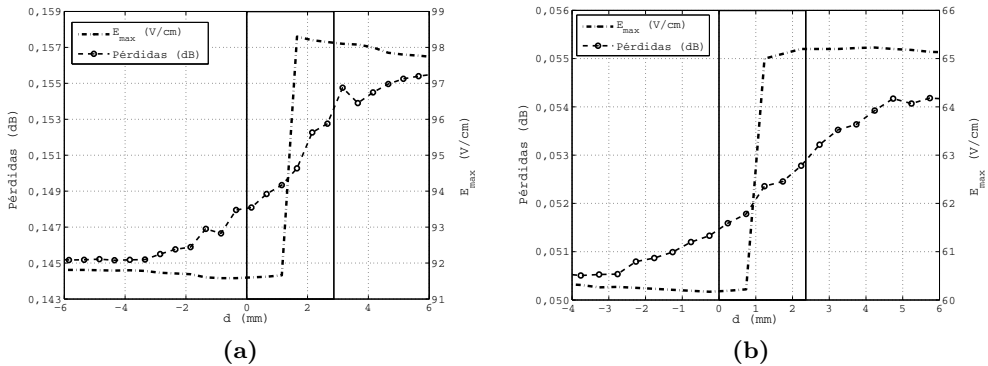 0,159
0,157
0,155
0,153
0,151
0,149
0,147
0,145
0,143
Pérdidas (dB)
E_max (V/cm)
Pérdidas (dB)
99
98
97
96
95
94
93
92
91
E_max (V/cm)
-6 -4 -2 0 2 4 6
d (mm)
(a)
0,056
0,055
0,054
0,053
0,052
0,051
0,050
Pérdidas (dB)
E_max (V/cm)
Pérdidas (dB)
66
65
64
63
62
61
60
E_max (V/cm)
-4 -3 -2 -1 0 1 2 3 4 5 6
d (mm)
(b)